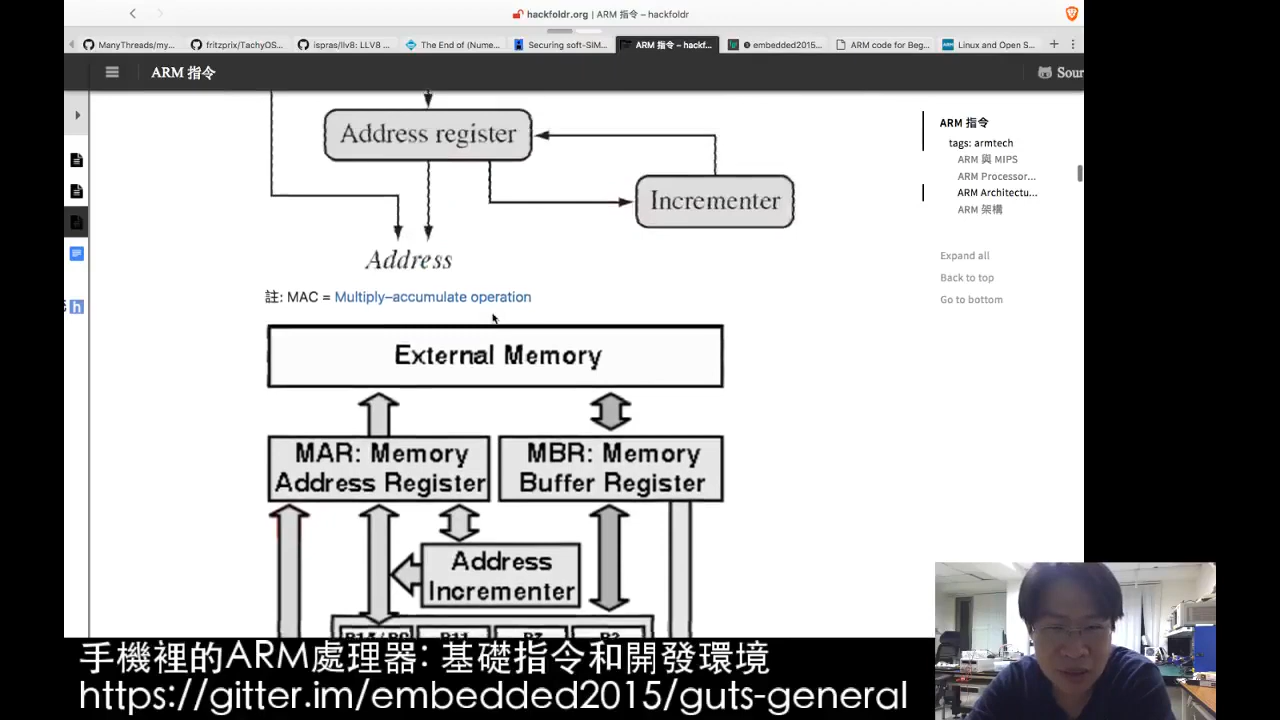 hackfoldr.org | ARM 指令 – hackfoldr
ManyThreads/my...
fritzprix/TachyOS...
ispras/llv8: LLV8 ...
The End of (Nume...
Securing soft-SIM...
ARM 指令 – hackf...
embedded2015...
ARM code for Beg...
Linux and Open S...
ARM 指令
Sour
Address register
Incrementer
Address
註: MAC = Multiply–accumulate operation
External Memory
MAR: Memory
Address Register
MBR: Memory
Buffer Register
Address
Incrementer
R11
ARM 指令
tags: armtech
ARM 與 MIPS
ARM Processor...
ARM Architectu...
ARM 架構
Expand all
Back to top
Go to bottom
手機裡的ARM處理器: 基礎指令和開發環境
https://gitter.im/embedded2015/guts-general